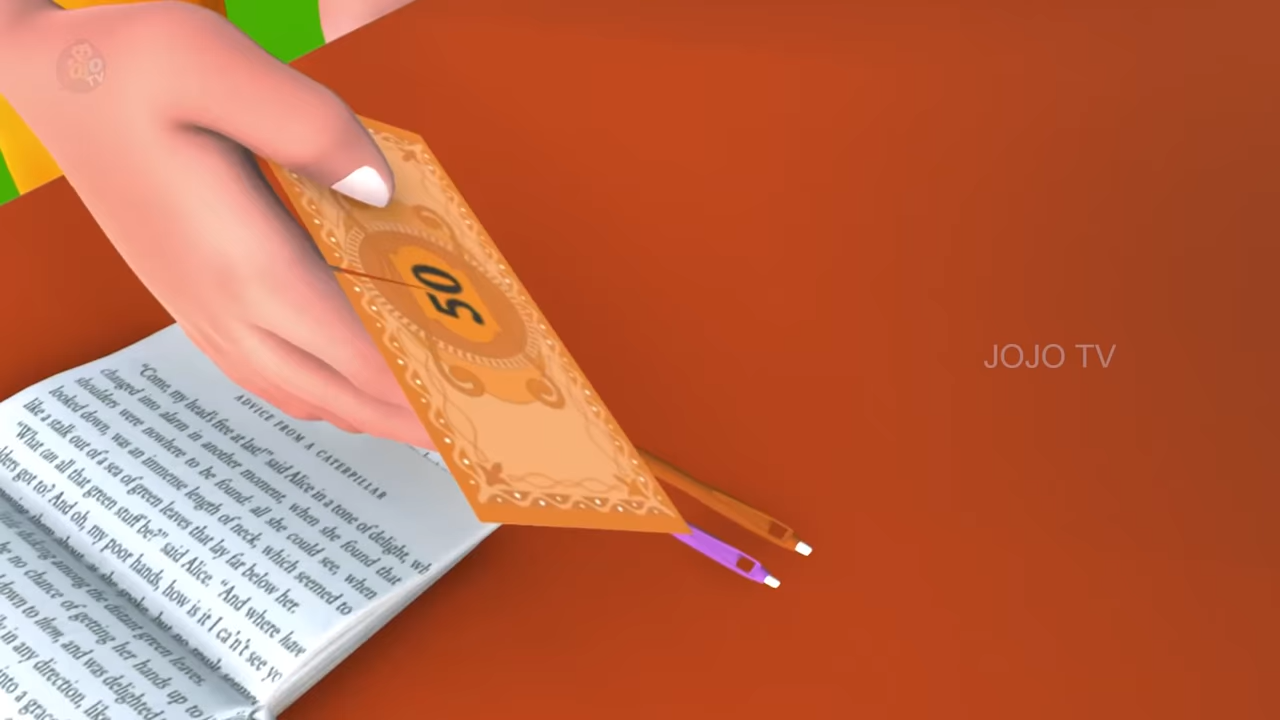 JOJO TV
50
ADVICE FROM A CATERPILLAR
"Come, my head's free at last!" said Alice in a tone of delight, wh
changed into alarm in another moment, when she found that
shoulders were nowhere to be found: all she could see, when
looked down, was an immense length of neck, which seemed to
like a stalk out of a sea of green leaves that lay far below her.
"What can all that green stuff be?" said Alice. "And where have
lders got to? And oh, my poor hands, how is it I ca'n't see yo
no chance of getting her hands up to
down to them, and was delighted
in any direction, like
into a grace